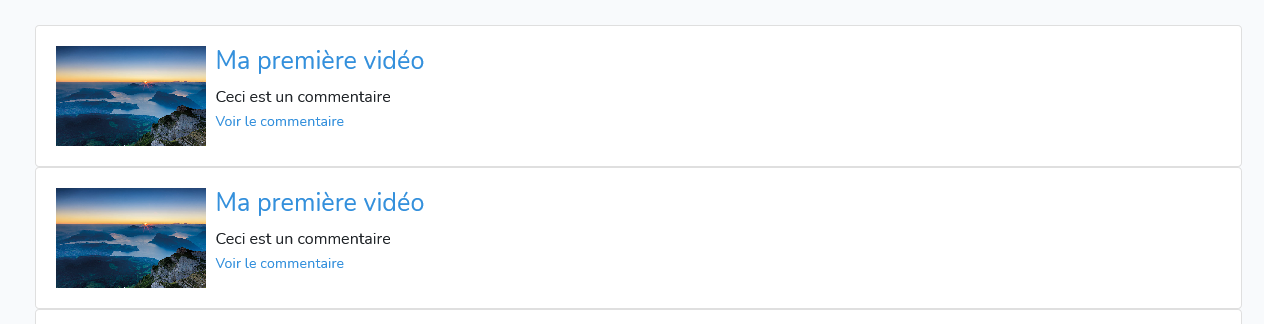 Ma première vidéo
Ceci est un commentaire
Voir le commentaire
Ma première vidéo
Ceci est un commentaire
Voir le commentaire